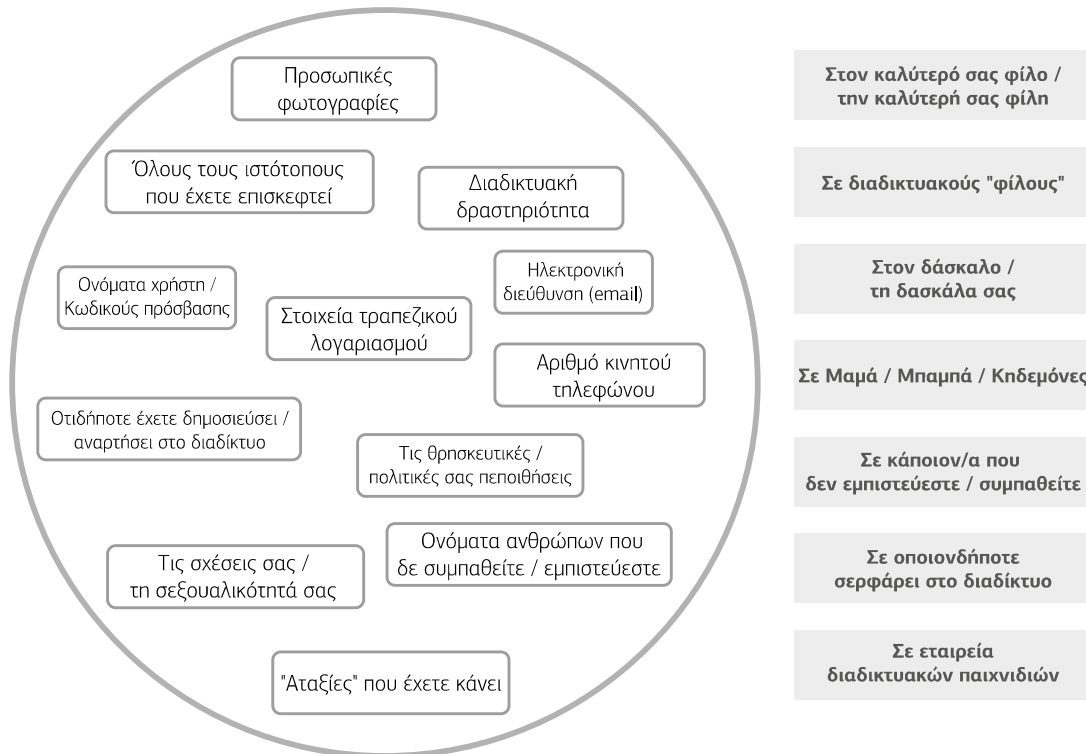 Προσωπικές
φωτογραφίες
Όλους τους ιστότοπους
που έχετε επισκεφτεί
Διαδικτυακή
δραστηριότητα
Ονόματα χρήστη /
Κωδικούς πρόσβασης
Στοιχεία τραπεζικού
λογαριασμού
Ηλεκτρονική
διεύθυνση (email)
Αριθμό κινητού
τηλεφώνου
Οτιδήποτε έχετε δημοσιεύσει /
αναρτήσει στο διαδίκτυο
Τις θρησκευτικές /
πολιτικές σας πεποιθήσεις
Τις σχέσεις σας /
τη σεξουαλικότητά σας
Ονόματα ανθρώπων που
δε συμπαθείτε / εμπιστεύεστε
"Αταξίες" που έχετε κάνει
Στον καλύτερό σας φίλο /
την καλύτερή σας φίλη
Σε διαδικτυακούς "φίλους"
Στον δάσκαλο /
τη δασκάλα σας
Σε Μαμά / Μπαμπά / Κηδεμόνες
Σε κάποιον/α που
δεν εμπιστεύεστε / συμπαθείτε
Σε οποιονδήποτε
σερφάρει στο διαδίκτυο
Σε εταιρεία
διαδικτυακών παιχνιδιών